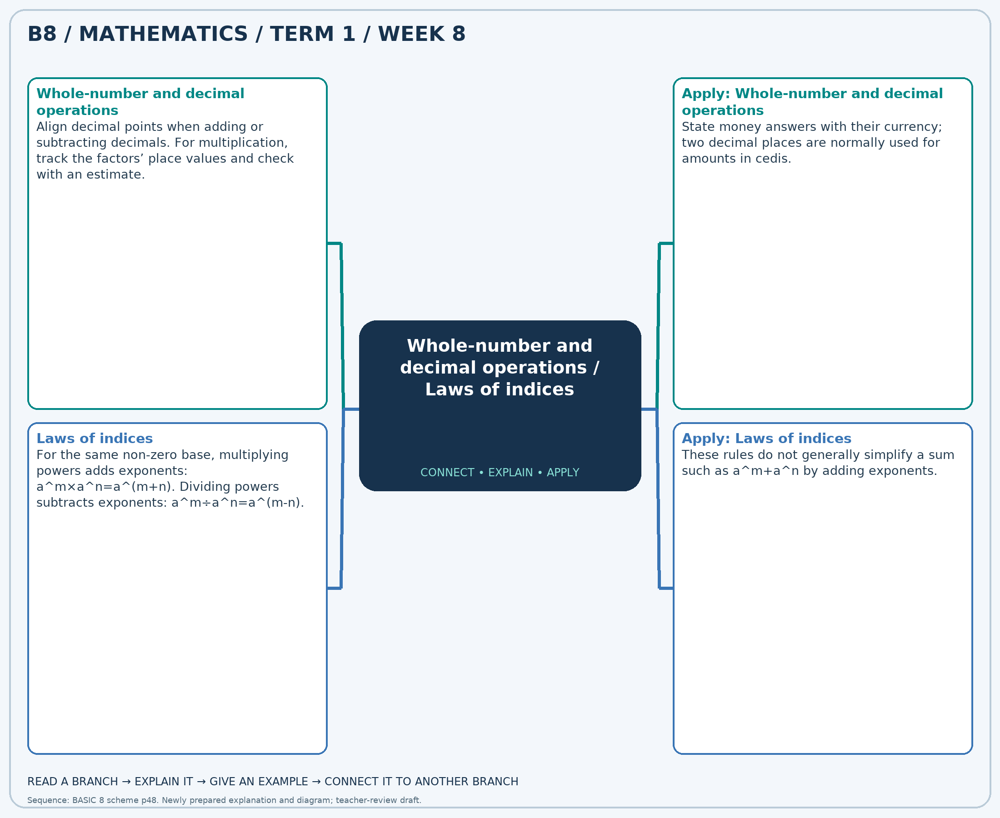 B8 / MATHEMATICS / TERM 1 / WEEK 8
Whole-number and decimal
operations
Align decimal points when adding or
subtracting decimals. For multiplication,
track the factors’ place values and check
with an estimate.
Apply: Whole-number and decimal
operations
State money answers with their currency;
two decimal places are normally used for
amounts in cedis.
Whole-number and
decimal operations /
Laws of indices
CONNECT • EXPLAIN • APPLY
Laws of indices
For the same non-zero base, multiplying
powers adds exponents:
a^m×a^n=a^(m+n). Dividing powers
subtracts exponents: a^m÷a^n=a^(m-n).
Apply: Laws of indices
These rules do not generally simplify a sum
such as a^m+a^n by adding exponents.
READ A BRANCH → EXPLAIN IT → GIVE AN EXAMPLE → CONNECT IT TO ANOTHER BRANCH
Sequence: BASIC 8 scheme p48. Newly prepared explanation and diagram; teacher-review draft.